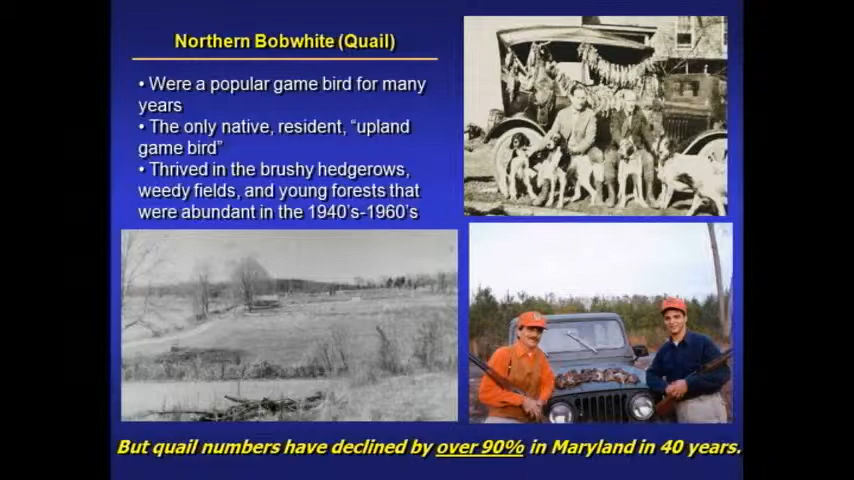 Northern Bobwhite (Quail)
• Were a popular game bird for many
years
• The only native, resident, “upland
game bird”
• Thrived in the brushy hedgerows,
weedy fields, and young forests that
were abundant in the 1940’s-1960’s
But quail numbers have declined by over 90% in Maryland in 40 years.